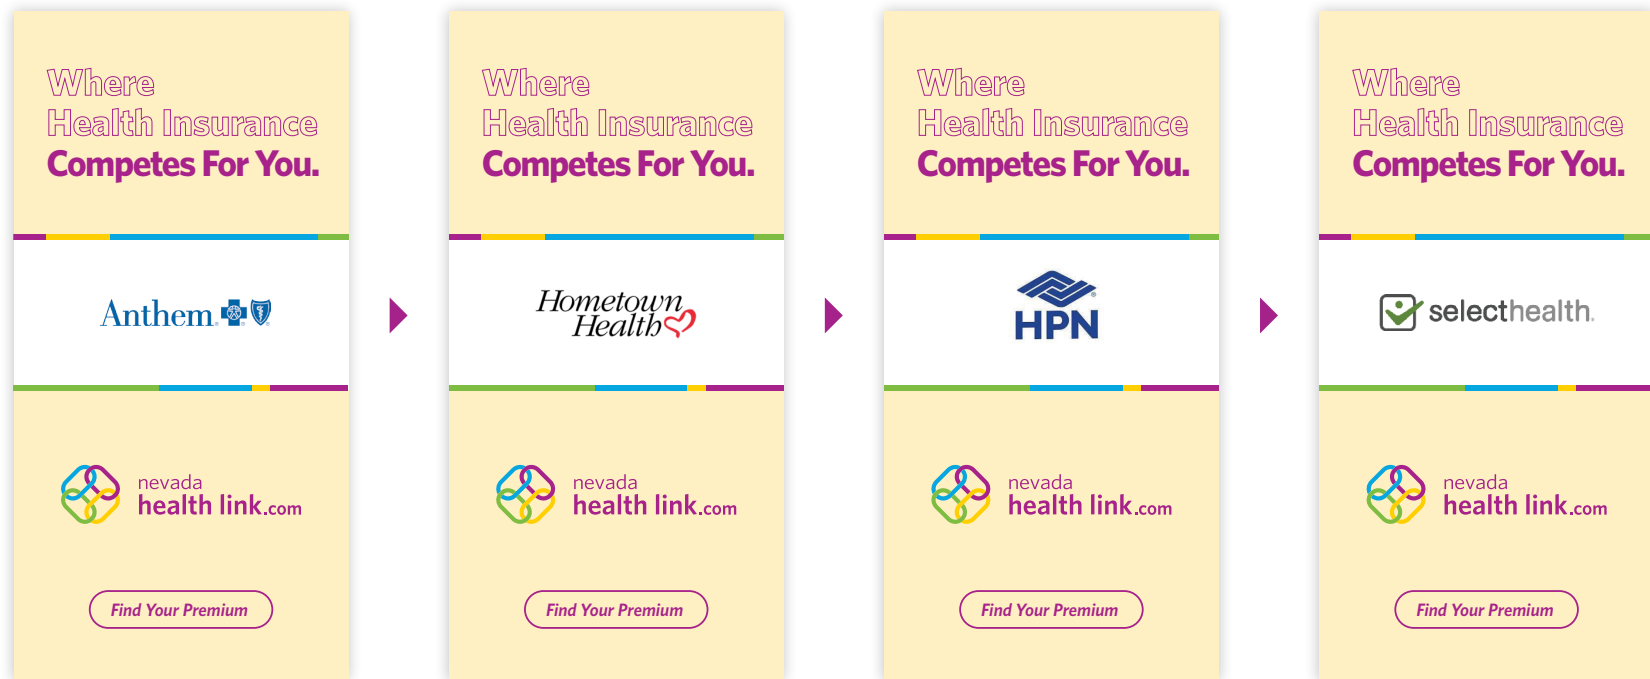 Where
Health Insurance
Competes For You.
Anthem
nevada
health link.com
Find Your Premium
Where
Health Insurance
Competes For You.
Hometown
Health
nevada
health link.com
Find Your Premium
Where
Health Insurance
Competes For You.
HPN
nevada
health link.com
Find Your Premium
Where
Health Insurance
Competes For You.
selecthealth
nevada
health link.com
Find Your Premium